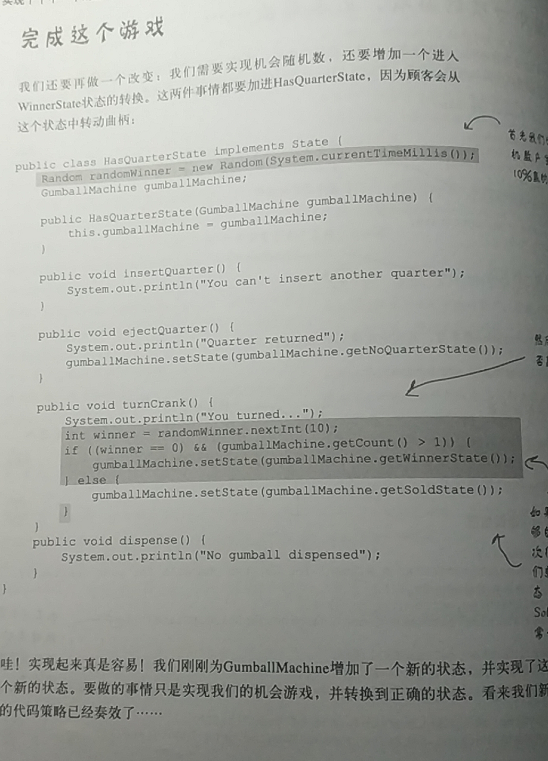 完成这个游戏
我们还要再做一个改变:我们需要实现机会随机数,还要增加一个进入
WinnerState状态的转换。这两件事情都要加进HasQuarterState,因为顾客会从
这个状态中转动曲柄:
首先我们
public class HasQuarterState implements State {
Random randomWinner = new Random(System.currentTimeMillis());
10%赢
GumballMachine gumballMachine;
public HasQuarterState(GumballMachine gumballMachine) {
this.gumballMachine = gumballMachine;
}
public void insertQuarter() {
System.out.println("You can't insert another quarter");
}
public void ejectQuarter() {
System.out.println("Quarter returned");
gumballMachine.setState(gumballMachine.getNoQuarterState());
}
public void turnCrank() {
System.out.println("You turned...");
int winner = randomWinner.nextInt(10);
if ((winner == 0) && (gumballMachine.getCount() > 1)) {
gumballMachine.setState(gumballMachine.getWinnerState());
} else {
gumballMachine.setState(gumballMachine.getSoldState());
}
}
public void dispense() {
System.out.println("No gumball dispensed");
}
}
如
够
次
们
态
So
常
哇!实现起来真是容易!我们刚刚为GumballMachine增加了一个新的状态,并实现了这
个新的状态。要做的事情只是实现我们的机会游戏,并转换到正确的状态。看来我们新
的代码策略已经奏效了……